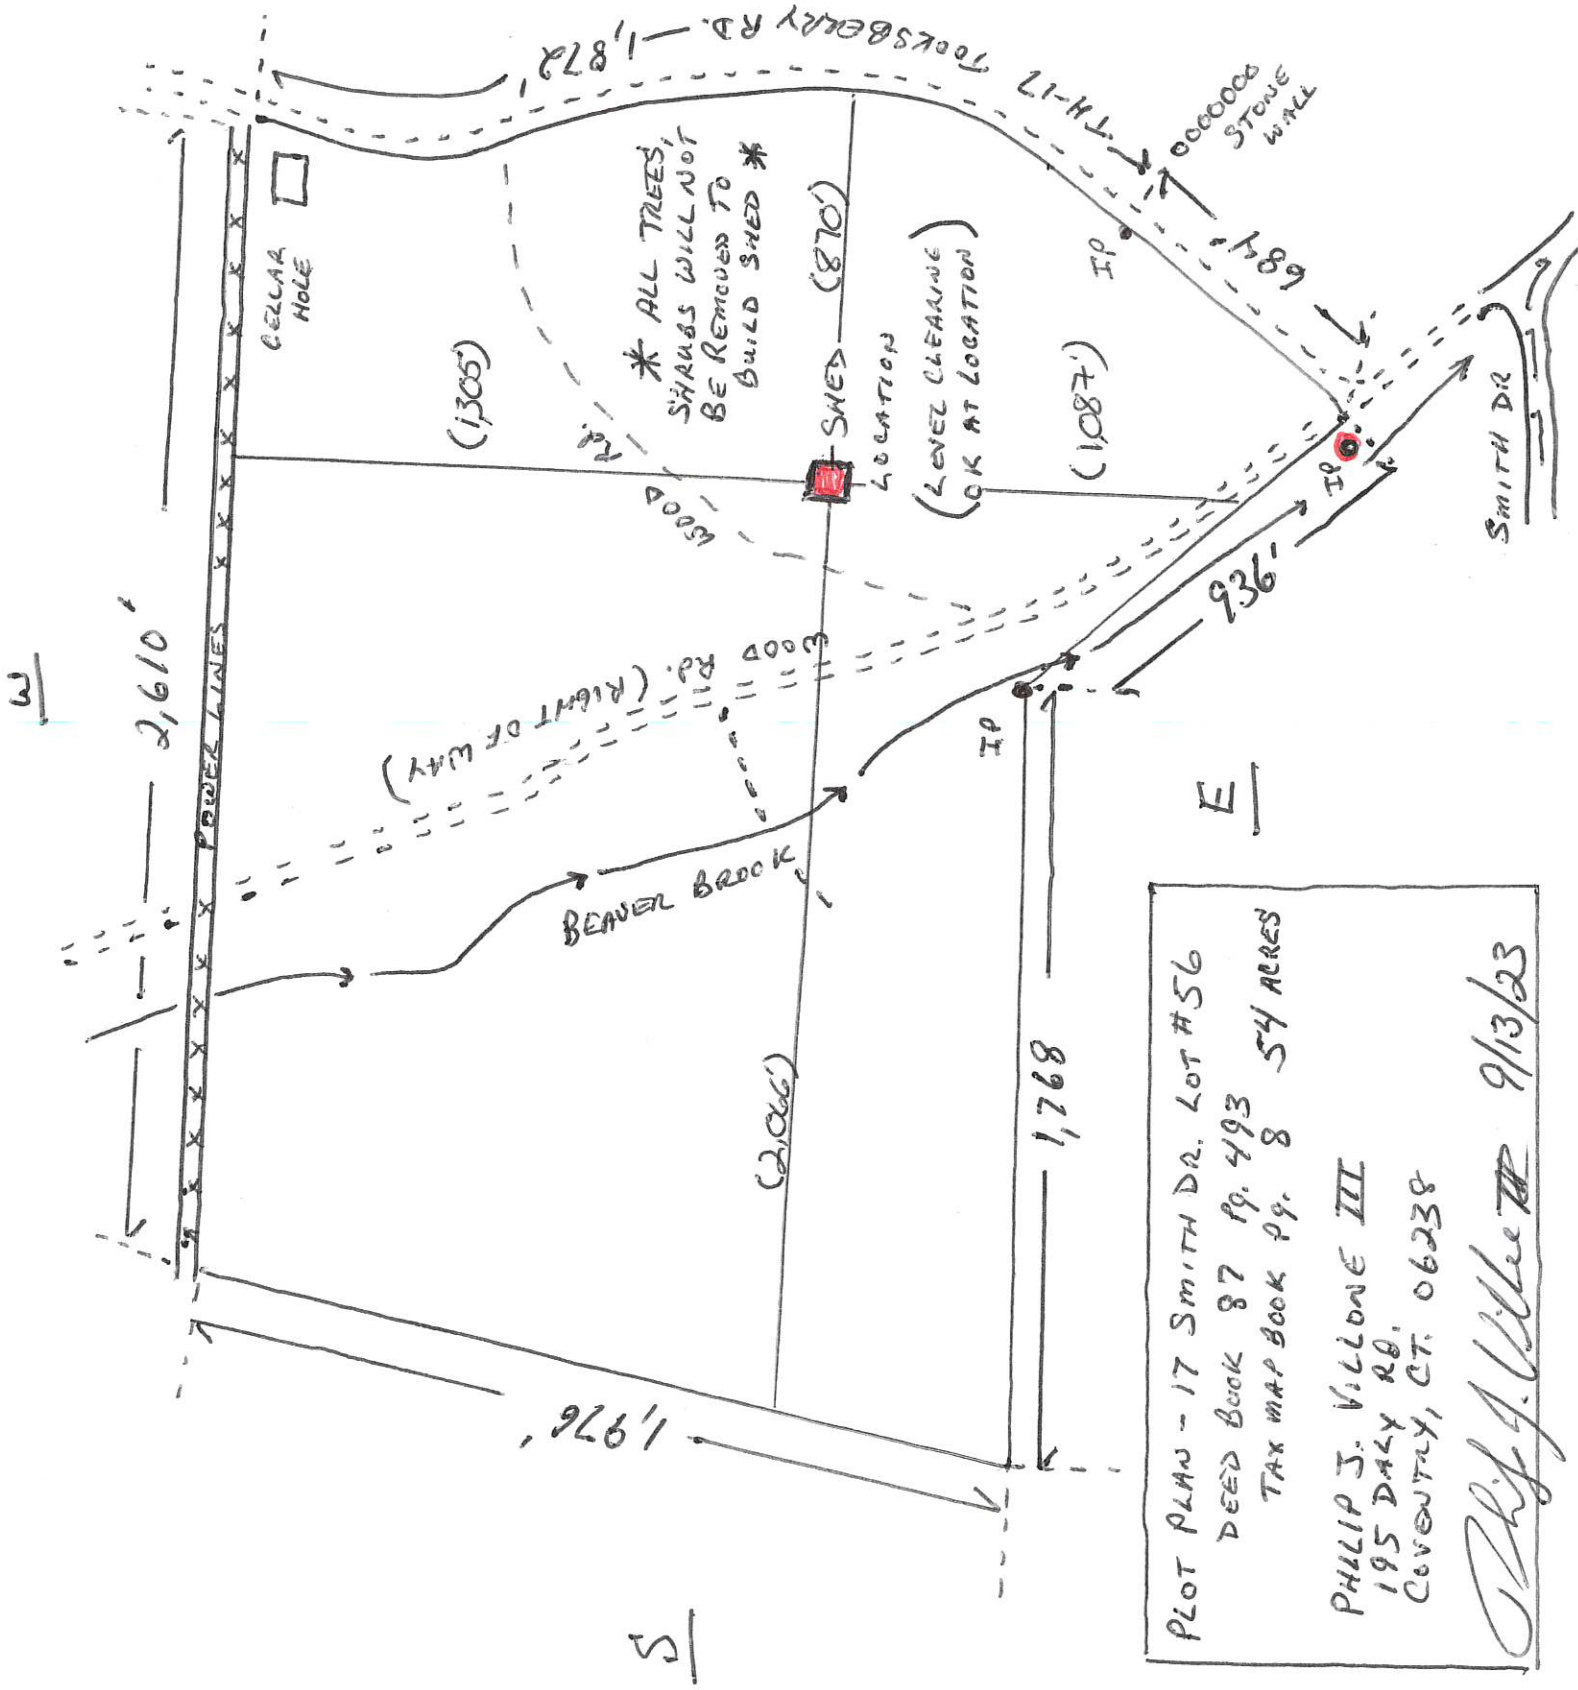 W
2,610'
POWER LINES
CELLAR
HOLE
1,872'
TOOKSBERRY RD.
TH-17
0000000
STONE
WALL
(1,305')
* ALL TREES,
SHRUBS WILL NOT
BE REMOVED TO
BUILD SHED *
WOOD Rd.
(870')
SHED
LOCATION
(LEVEL CLEARING
OK AT LOCATION)
(1,087')
IP
684'
IP
SMITH DR
936'
WOOD Rd. (RIGHT OF WAY)
BEAVER BROOK
IP
(2,066')
1,976'
1,768
E
S
PLOT PLAN - 17 SMITH DR. LOT #56
DEED BOOK 87 Pg. 493
TAX MAP BOOK Pg. 8 54 ACRES
PHILLIP J. VILLONE III
195 DALY RD.
COVENTRY, CT. 06238
9/13/23